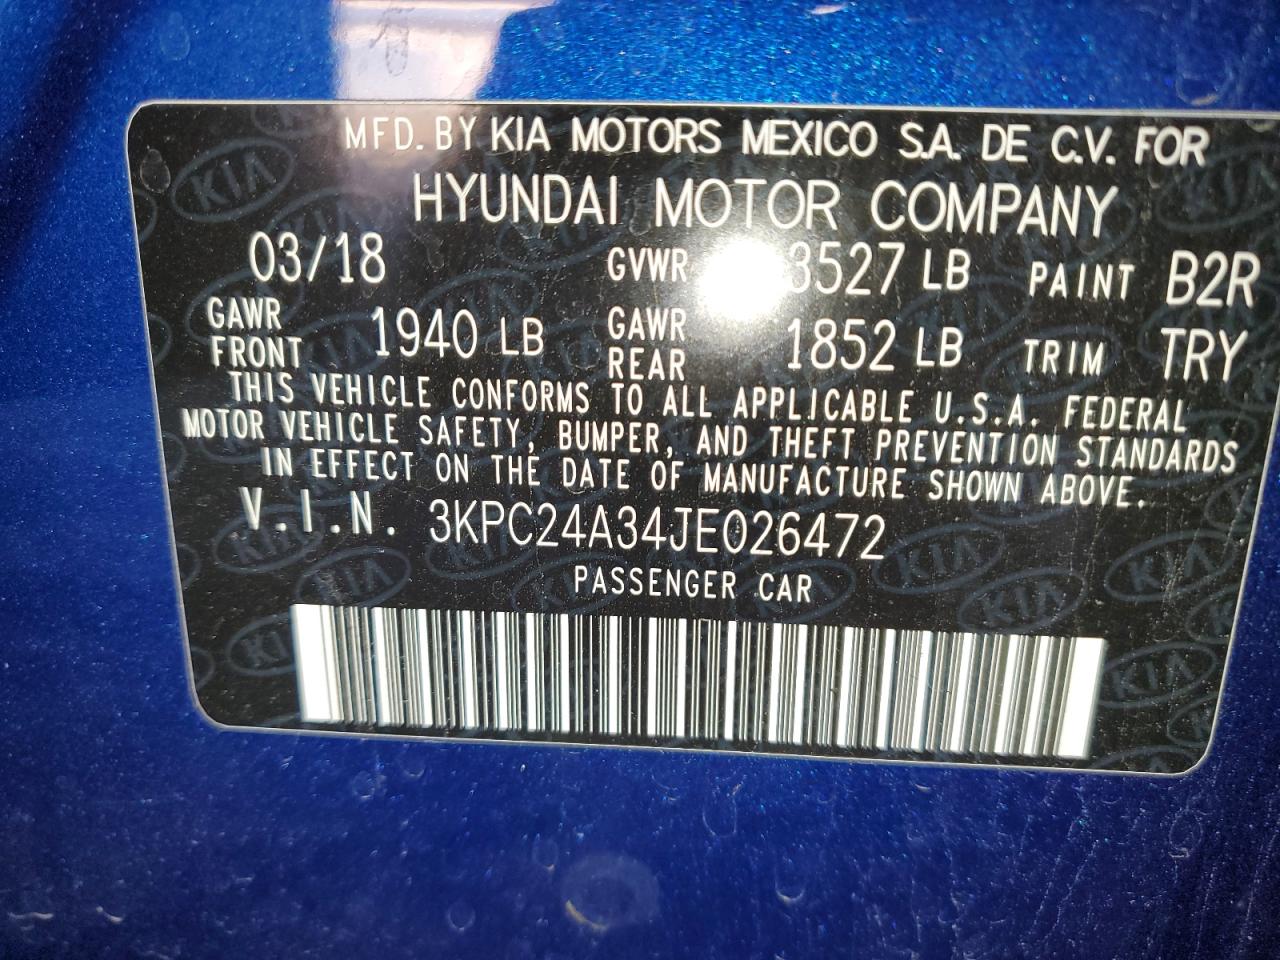 MFD. BY KIA MOTORS MEXICO S.A. DE C.V. FOR
HYUNDAI MOTOR COMPANY
03/18 GVWR 3527 LB PAINT B2R
GAWR FRONT 1940 LB GAWR REAR 1852 LB TRIM TRY
THIS VEHICLE CONFORMS TO ALL APPLICABLE U.S.A. FEDERAL
MOTOR VEHICLE SAFETY, BUMPER, AND THEFT PREVENTION STANDARDS
IN EFFECT ON THE DATE OF MANUFACTURE SHOWN ABOVE.
V.I.N. 3KPC24A34JE026472
PASSENGER CAR